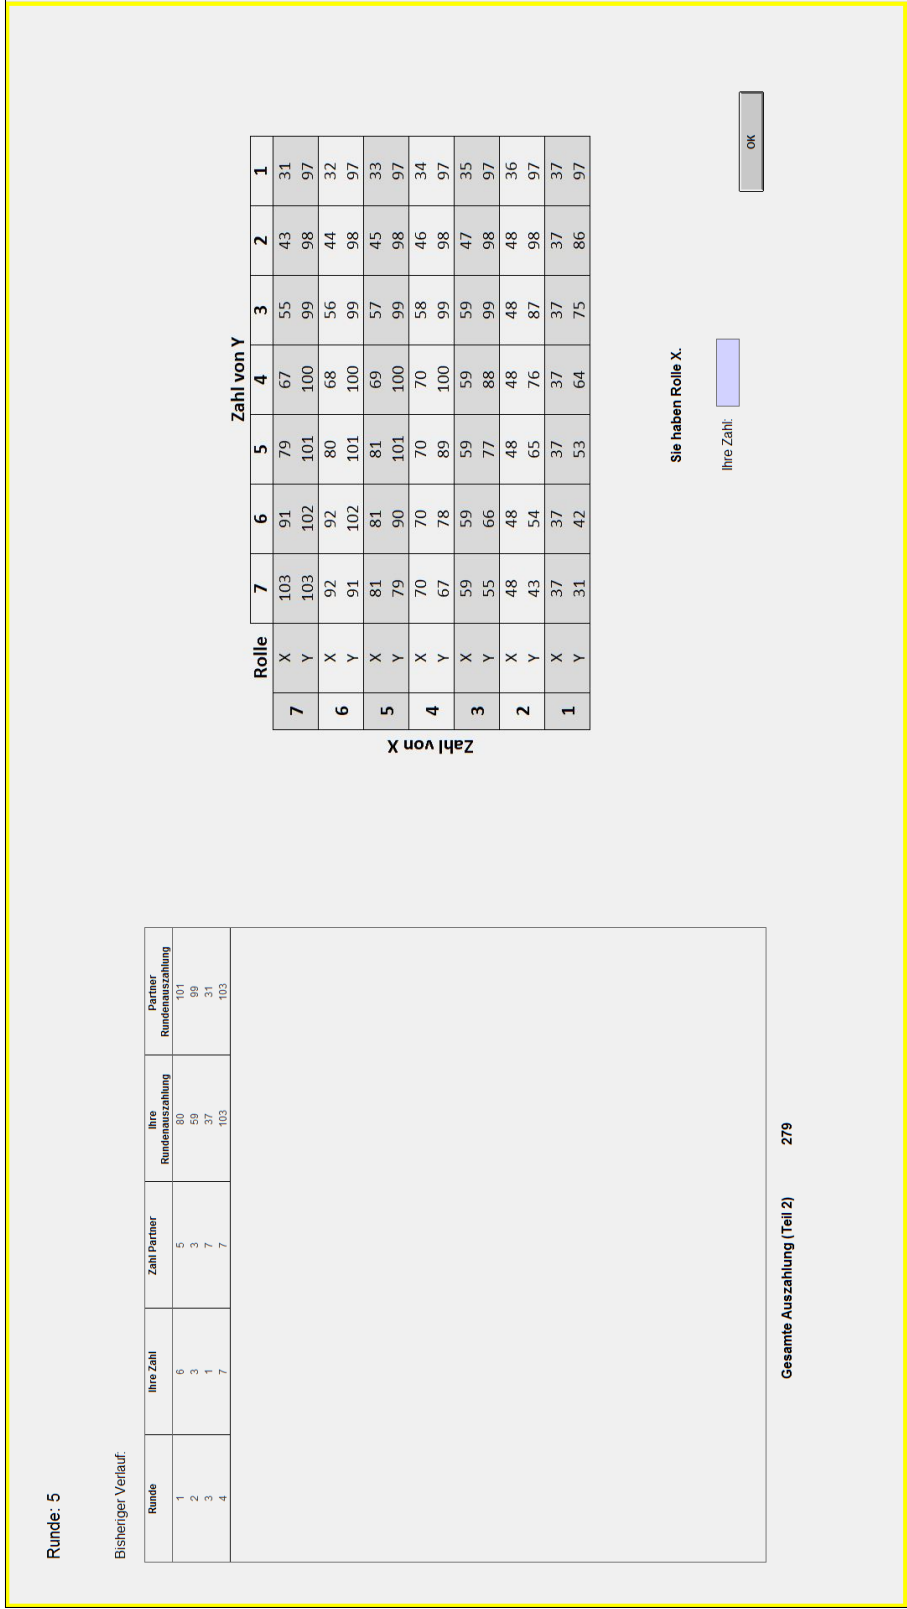 Runde: 5
Bisheriger Verlauf:
Runde Ihre Zahl Zahl Partner Ihre Rundenauszahlung Partner Rundenauszahlung
1 6 5 80 101
2 3 3 59 99
3 1 7 37 31
4 7 7 103 103
Gesamte Auszahlung (Teil 2) 279
Zahl von Y
Rolle 7 6 5 4 3 2 1
Zahl von X
7 X 103 91 79 67 55 43 31
Y 103 102 101 100 99 98 97
6 X 92 92 80 68 56 44 32
Y 91 102 101 100 99 98 97
5 X 81 81 81 69 57 45 33
Y 79 90 101 100 99 98 97
4 X 70 70 70 70 58 46 34
Y 67 78 89 100 99 98 97
3 X 59 59 59 59 59 47 35
Y 55 66 77 88 99 98 97
2 X 48 48 48 48 48 48 36
Y 43 54 65 76 87 98 97
1 X 37 37 37 37 37 37 37
Y 31 42 53 64 75 86 97
Sie haben Rolle X.
Ihre Zahl:
OK